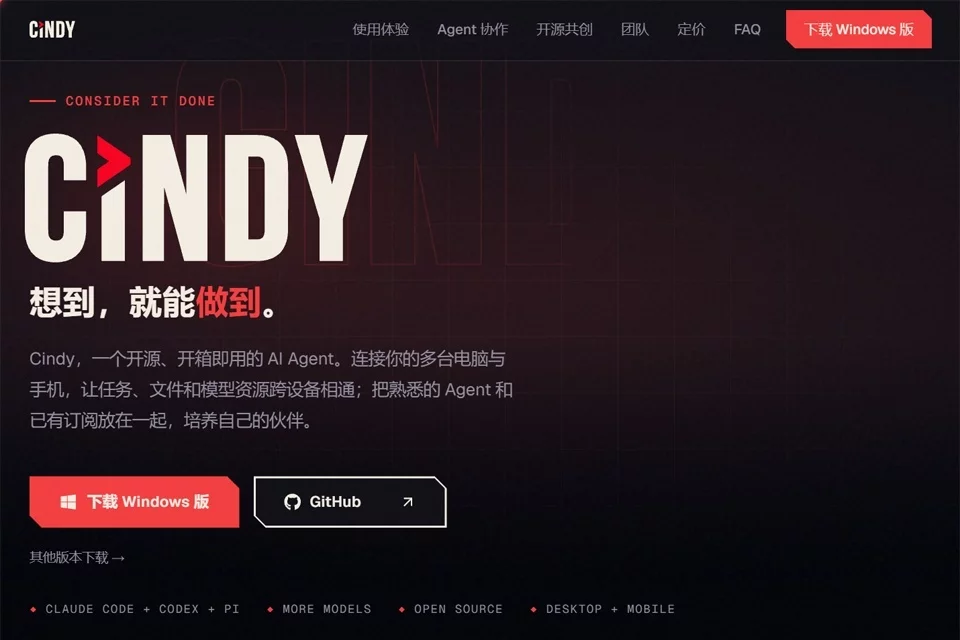 CiNDY
使用体验 Agent 协作 开源共创 团队 定价 FAQ 下载 Windows 版
CONSIDER IT DONE
CiNDY
想到，就能做到。
Cindy，一个开源、开箱即用的 AI Agent。连接你的多台电脑与
手机，让任务、文件和模型资源跨设备相通；把熟悉的 Agent 和
已有订阅放在一起，培养自己的伙伴。
下载 Windows 版
GitHub ↗
其他版本下载 →
CLAUDE CODE + CODEX + PI
MORE MODELS
OPEN SOURCE
DESKTOP + MOBILE